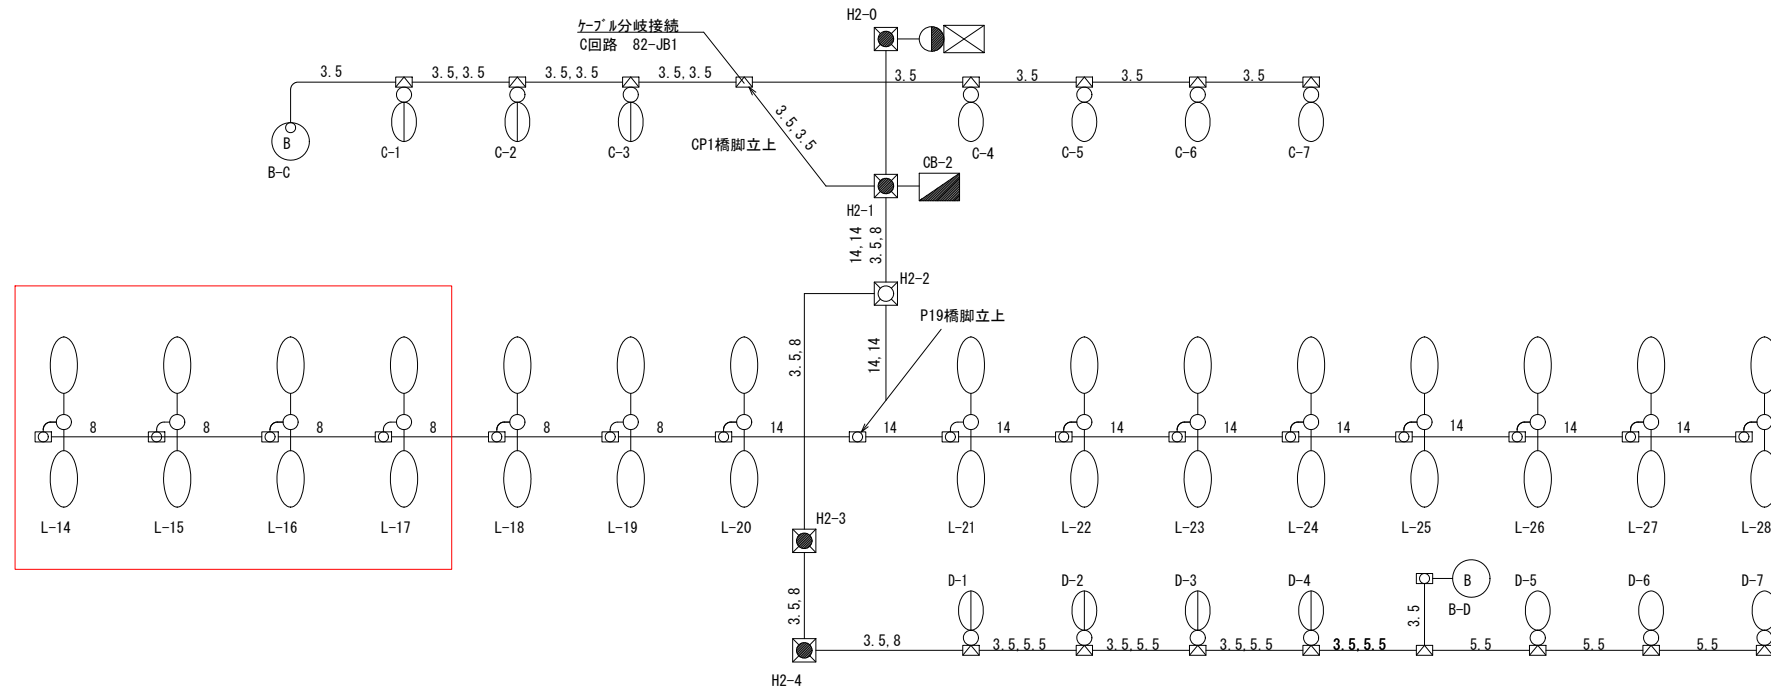 H2-0
ケーブル分岐接続
C回路 82-JB1
3.5 3.5,3.5 3.5,3.5 3.5,3.5 3.5 3.5 3.5 3.5
3.5,3.5
B
CP1橋脚立上
C-1 C-2 C-3 C-4 C-5 C-6 C-7
CB-2
B-C
H2-1
14,14
3.5,8
H2-2
P19橋脚立上
3.5,8
14,14
8 8 8 8 8 8 14 14 14 14 14 14 14 14 14
L-14 L-15 L-16 L-17 L-18 L-19 L-20 L-21 L-22 L-23 L-24 L-25 L-26 L-27 L-28
H2-3
D-1 D-2 D-3 D-4 B D-5 D-6 D-7
B-D
3.5,8
3.5
3.5,8 3.5,5.5 3.5,5.5 3.5,5.5 3.5,5.5 5.5 5.5 5.5
H2-4